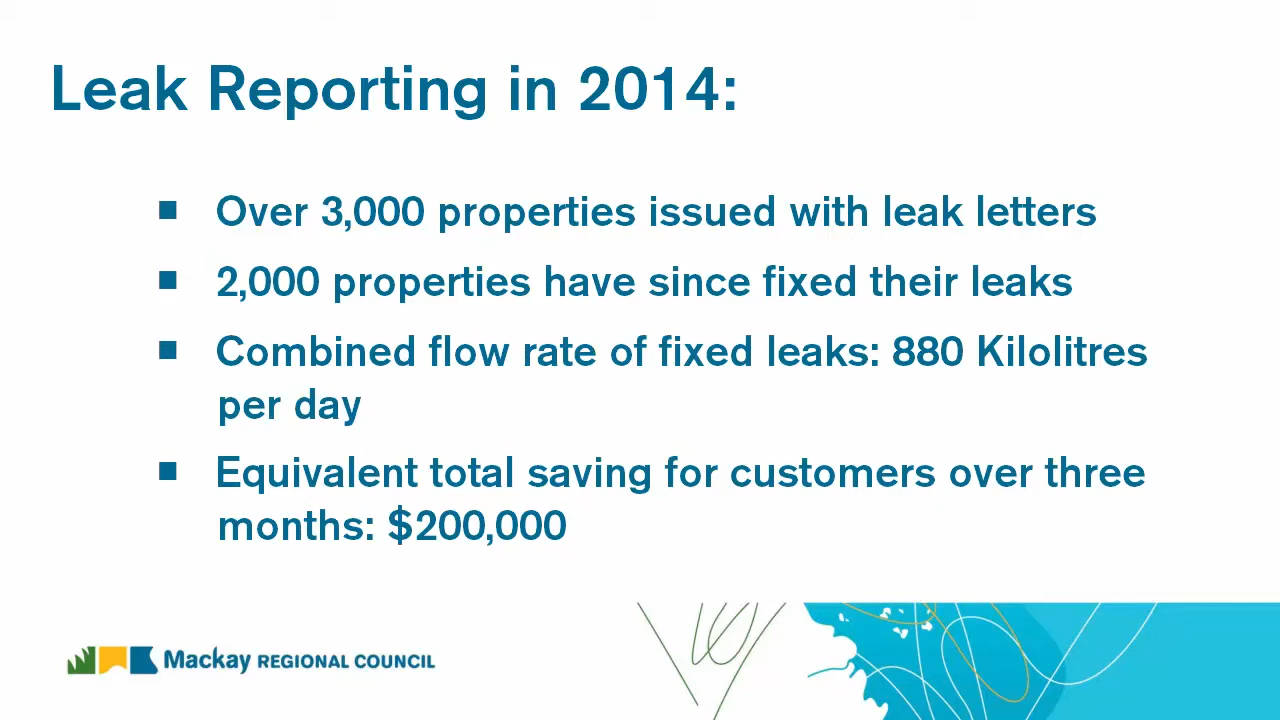 Leak Reporting in 2014:
■ Over 3,000 properties issued with leak letters
■ 2,000 properties have since fixed their leaks
■ Combined flow rate of fixed leaks: 880 Kilolitres
per day
■ Equivalent total saving for customers over three
months: $200,000
Mackay REGIONAL COUNCIL